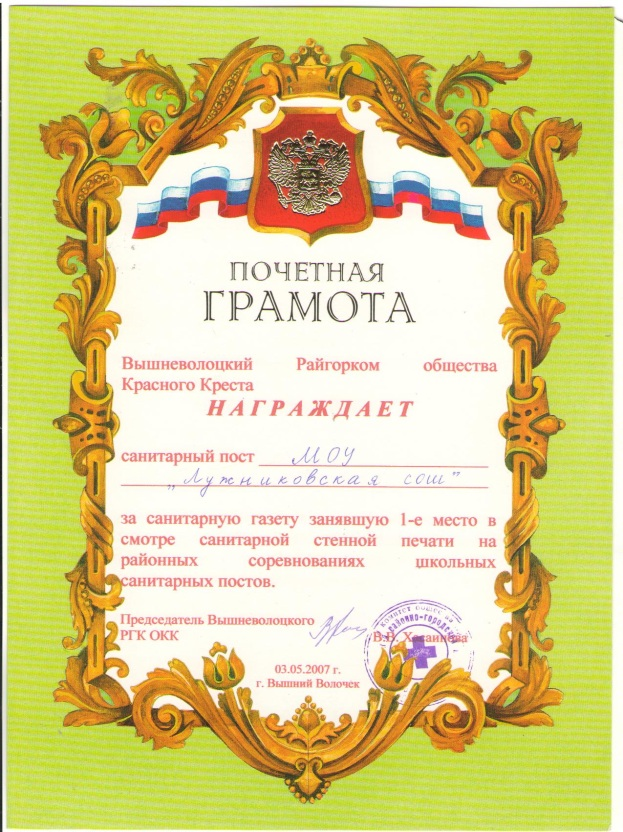 ПОЧЕТНАЯ
ГРАМОТА
Вышневолоцкий Райгорком общества
Красного Креста
НАГРАЖДАЕТ
санитарный пост МОУ
„Лужниковская сош"
за санитарную газету занявшую 1-е место в
смотре санитарной стенной печати на
районных соревнованиях школьных
санитарных постов.
Председатель Вышневолоцкого
РГК ОКК В.В.
03.05.2007 г.
г. Вышний Волочек